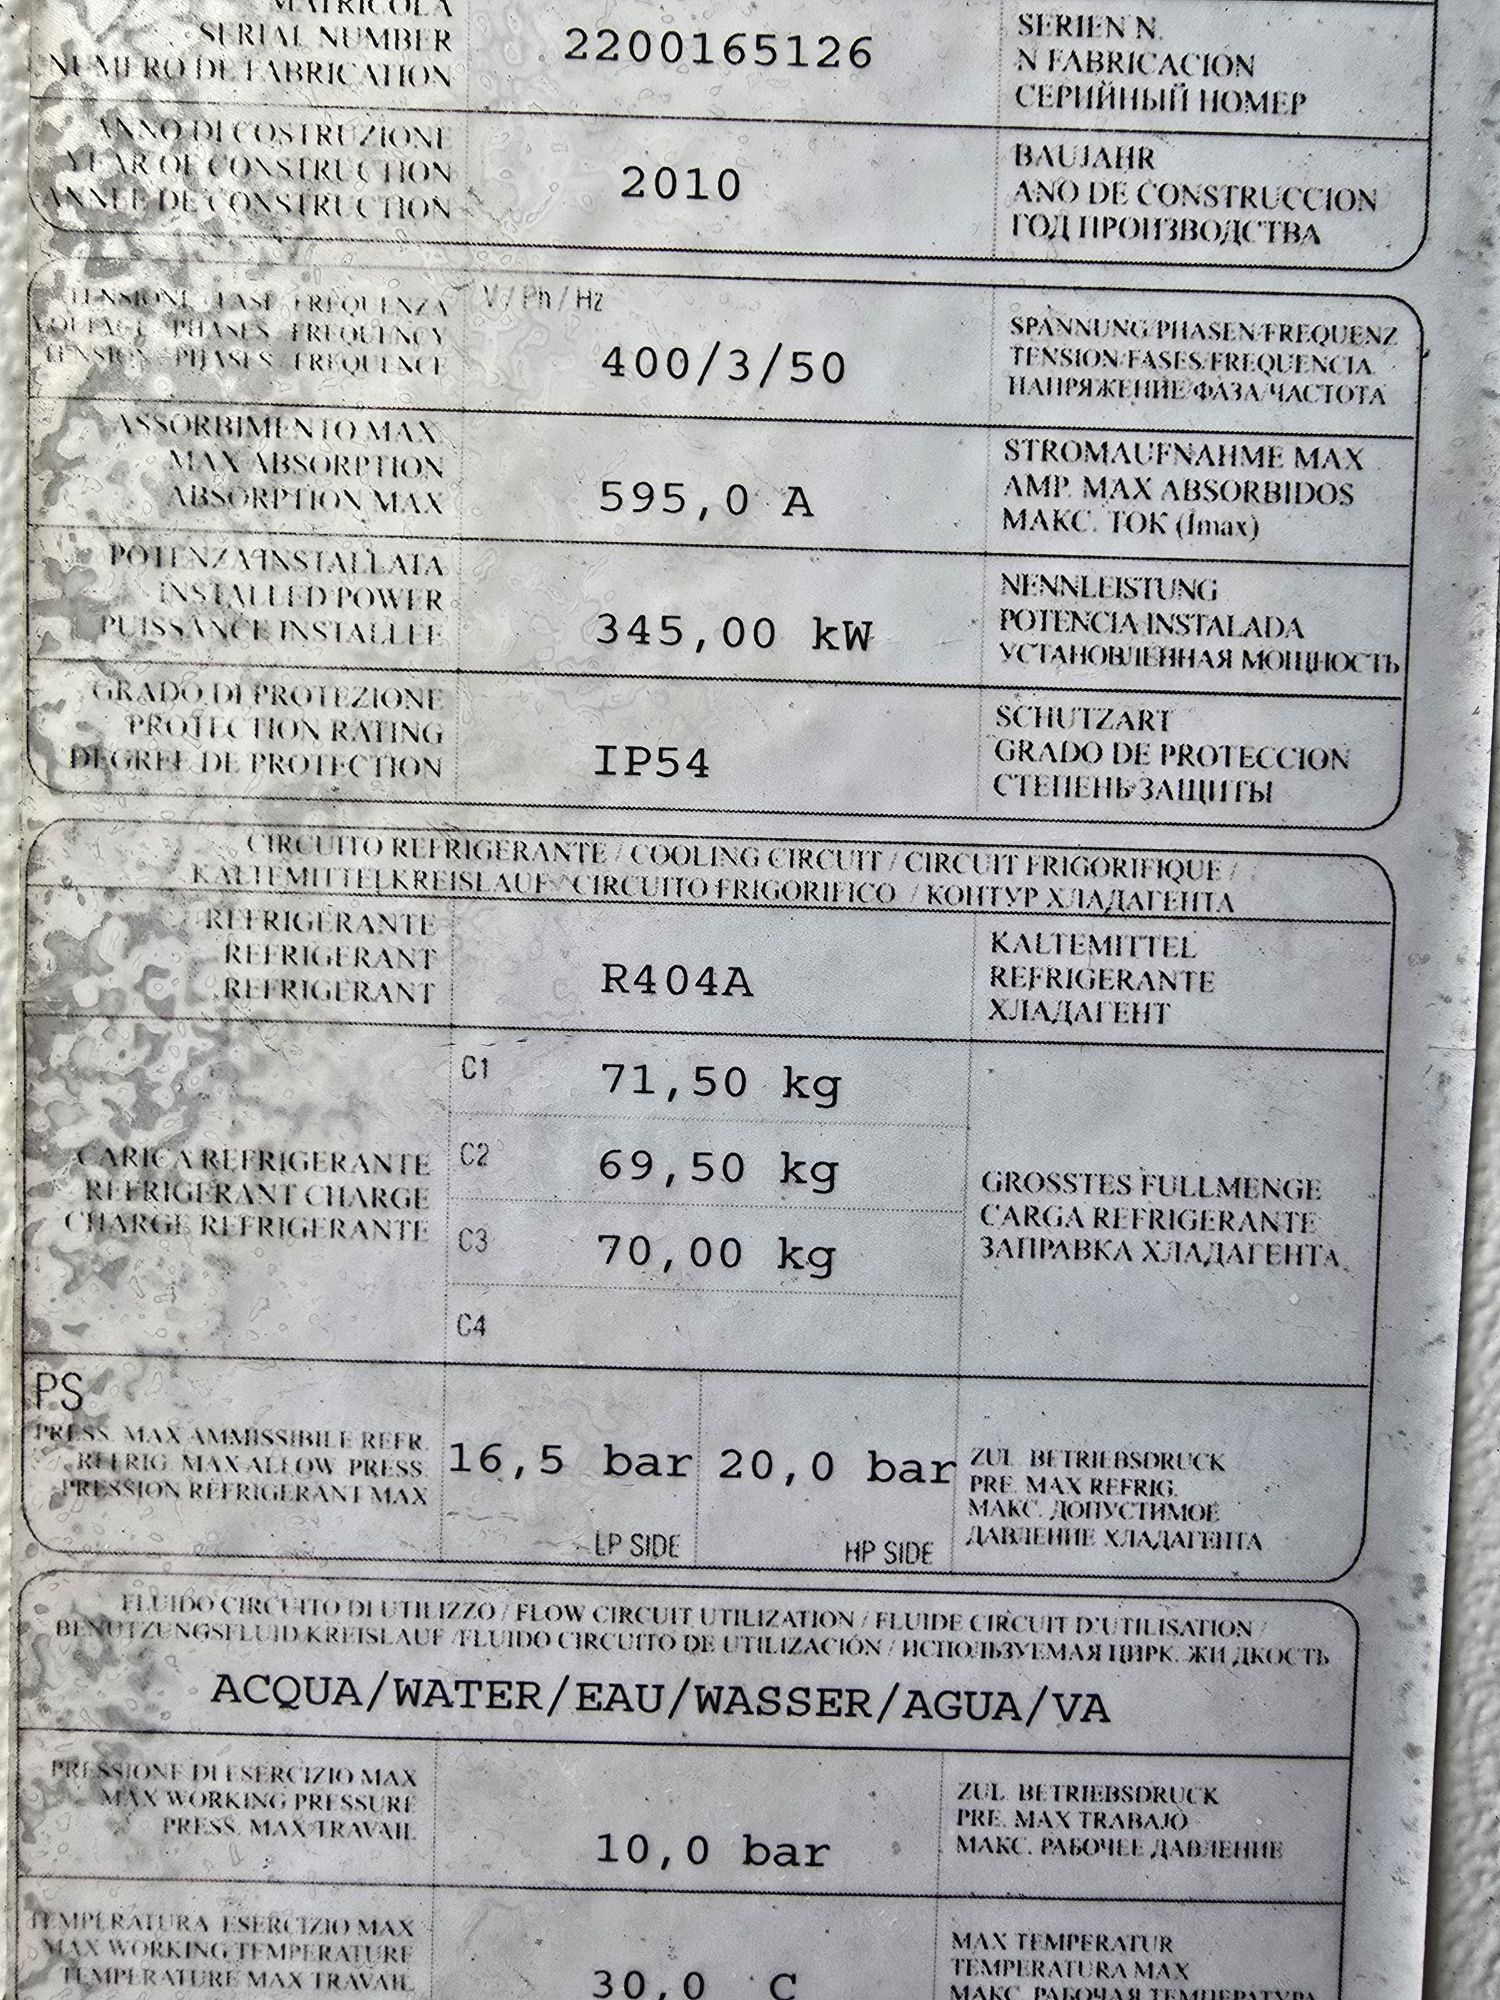 MATRICOLA
SERIAL NUMBER
NUMERO DE FABRICATION
2200165126
SERIEN N.
N FABRICACION
СЕРИЙНЫЙ НОМЕР
ANNO DI COSTRUZIONE
YEAR OF CONSTRUCTION
ANNEE DE CONSTRUCTION
2010
BAUJAHR
ANO DE CONSTRUCCION
ГОД ПРОИЗВОДСТВА
TENSIONE / FASI / FREQUENZA
VOLTAGE / PHASES / FREQUENCY
TENSION / PHASES / FREQUENCE
V / Ph / Hz
400/3/50
SPANNUNG/PHASEN/FREQUENZ
TENSION/FASES/FREQUENCIA
НАПРЯЖЕНИЕ/ФАЗА/ЧАСТОТА
ASSORBIMENTO MAX
MAX ABSORPTION
ABSORPTION MAX
595,0 A
STROMAUFNAHME MAX
AMP. MAX ABSORBIDOS
МАКС. ТОК (Imax)
POTENZA INSTALLATA
INSTALLED POWER
PUISSANCE INSTALLEE
345,00 kW
NENNLEISTUNG
POTENCIA INSTALADA
УСТАНОВЛЕННАЯ МОЩНОСТЬ
GRADO DI PROTEZIONE
PROTECTION RATING
DEGREE DE PROTECTION
IP54
SCHUTZART
GRADO DE PROTECCION
СТЕПЕНЬ ЗАЩИТЫ
CIRCUITO REFRIGERANTE / COOLING CIRCUIT / CIRCUIT FRIGORIFIQUE /
KALTEMITTELKREISLAUF / CIRCUITO FRIGORIFICO / КОНТУР ХЛАДАГЕНТА
REFRIGERANTE
REFRIGERANT
REFRIGERANT
R404A
KALTEMITTEL
REFRIGERANTE
ХЛАДАГЕНТ
CARICA REFRIGERANTE
REFRIGERANT CHARGE
CHARGE REFRIGERANTE
C1 71,50 kg
C2 69,50 kg
C3 70,00 kg
C4
GROSSTES FULLMENGE
CARGA REFRIGERANTE
ЗАПРАВКА ХЛАДАГЕНТА
PS
PRESS. MAX AMMISSIBILE REFR.
REFRIG. MAX ALLOW. PRESS.
PRESSION REFRIGERANT MAX
16,5 bar
LP SIDE
20,0 bar
HP SIDE
ZUL. BETRIEBSDRUCK
PRE. MAX REFRIG.
МАКС. ДОПУСТИМОЕ
ДАВЛЕНИЕ ХЛАДАГЕНТА
FLUIDO CIRCUITO DI UTILIZZO / FLOW CIRCUIT UTILIZATION / FLUIDE CIRCUIT D'UTILISATION /
BENUTZUNGSFLUID KREISLAUF / FLUIDO CIRCUITO DE UTILIZACIÓN / ИСПОЛЬЗУЕМАЯ ЦИРК. ЖИ ДКОСТЬ
ACQUA/WATER/EAU/WASSER/AGUA/VA
PRESSIONE DI ESERCIZIO MAX
MAX WORKING PRESSURE
PRESS. MAX TRAVAIL
10,0 bar
ZUL. BETRIEBSDRUCK
PRE. MAX TRABAJO
МАКС. РАБОЧЕЕ ДАВЛЕНИЕ
TEMPERATURA ESERCIZIO MAX
MAX WORKING TEMPERATURE
TEMPERATURE MAX TRAVAIL
30,0 C
MAX TEMPERATUR
TEMPERATURA MAX
МАКС. РАБОЧАЯ ТЕМПЕРАТУРА